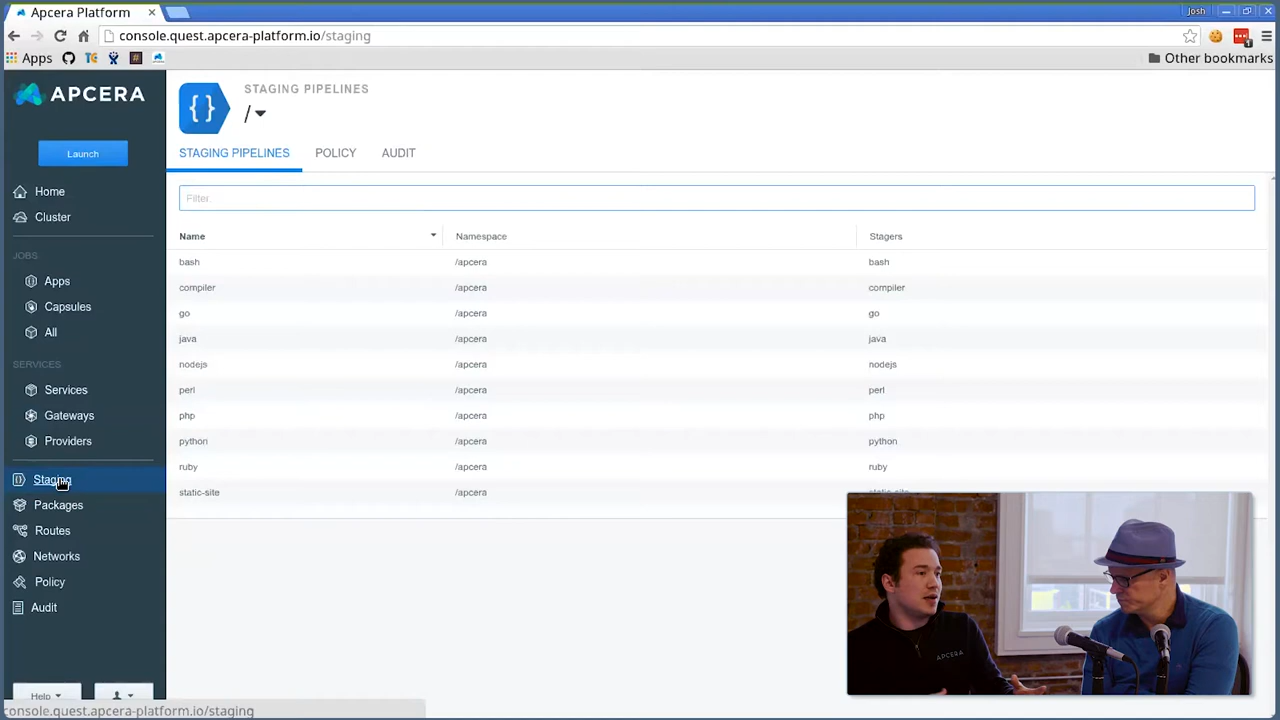 Apcera Platform
Josh
console.quest.apcera-platform.io/staging
Apps
Other bookmarks
APCERA
Launch
Home
Cluster
JOBS
Apps
Capsules
All
SERVICES
Services
Gateways
Providers
Staging
Packages
Routes
Networks
Policy
Audit
Help
STAGING PIPELINES
/
STAGING PIPELINES POLICY AUDIT
Filter:
Name Namespace Stagers
bash /apcera bash
compiler /apcera compiler
go /apcera go
java /apcera java
nodejs /apcera nodejs
perl /apcera perl
php /apcera php
python /apcera python
ruby /apcera ruby
static-site /apcera static-site
APCERA
console.quest.apcera-platform.io/staging